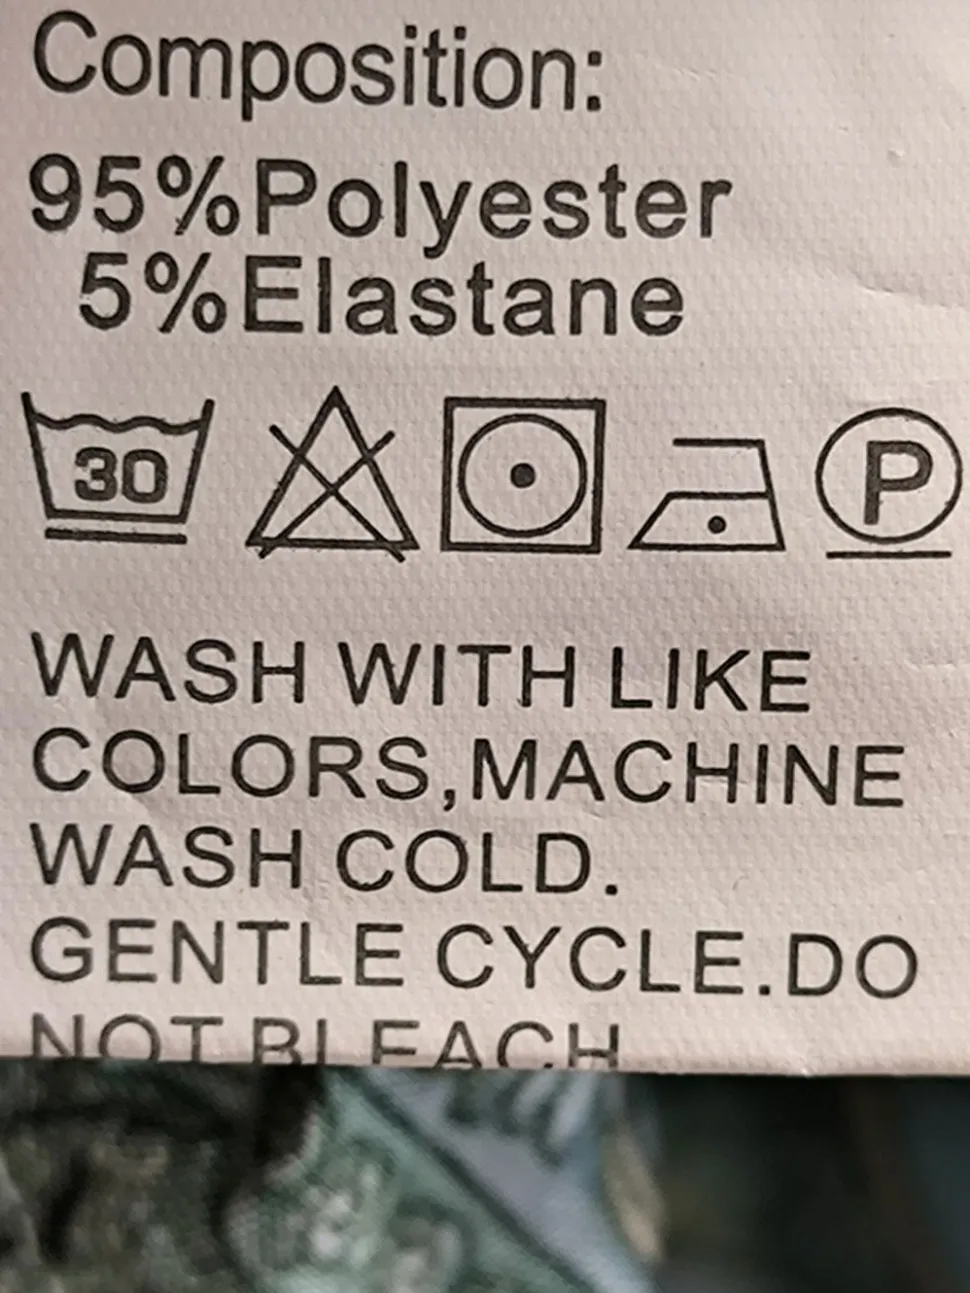 Composition:
95%Polyester
5%Elastane
30
P
WASH WITH LIKE
COLORS,MACHINE
WASH COLD.
GENTLE CYCLE.DO
NOT BLEACH